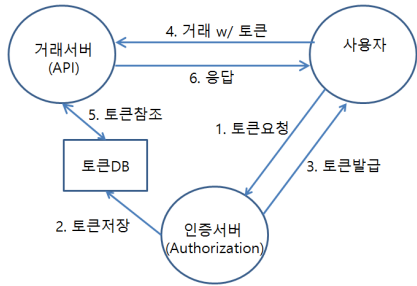 4. 거래 w/ 토큰
거래서버
(API)
사용자
6. 응답
5. 토큰참조
1. 토큰요청
토큰DB
3. 토큰발급
2. 토큰저장
인증서버
(Authorization)